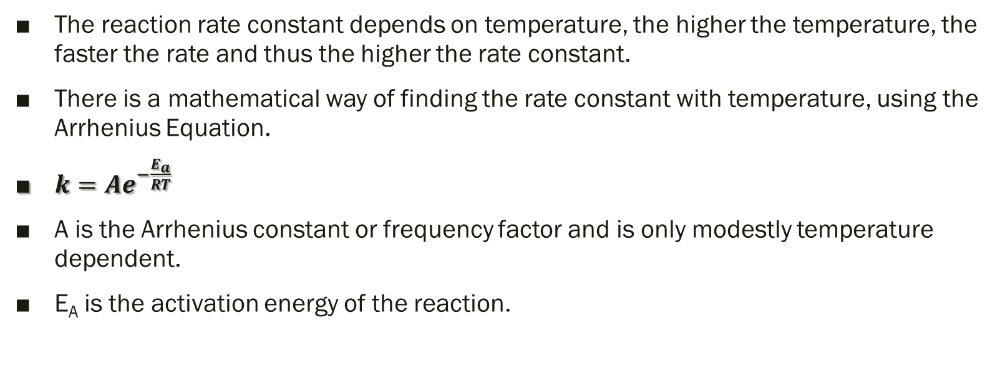 ■ The reaction rate constant depends on temperature, the higher the temperature, the
faster the rate and thus the higher the rate constant.
■ There is a mathematical way of finding the rate constant with temperature, using the
Arrhenius Equation.
■ $k = Ae^{-\frac{E_a}{RT}}$
■ A is the Arrhenius constant or frequency factor and is only modestly temperature
dependent.
■ E_A is the activation energy of the reaction.